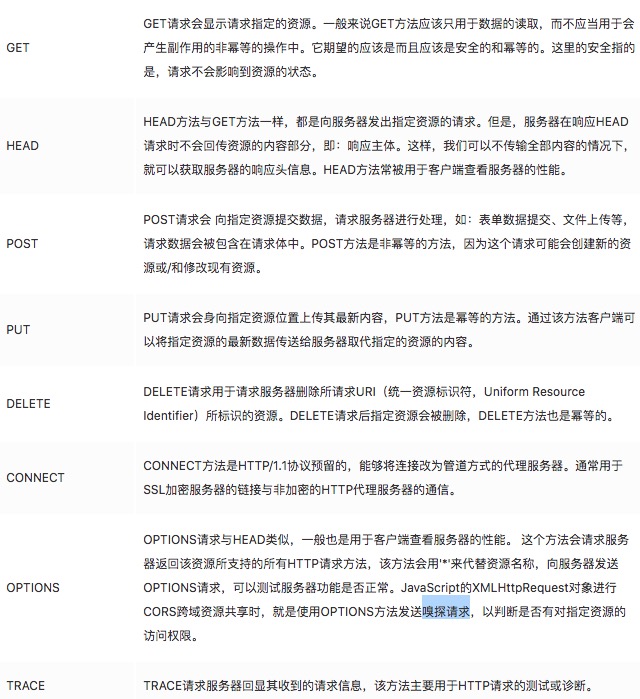 GET请求会显示请求指定的资源。一般来说GET方法应该只用于数据的读取，而不应当用于会
产生副作用的非幂等的操作中。它期望的应该是而且应该是安全的和幂等的。这里的安全指的
是，请求不会影响到资源的状态。
GET
HEAD方法与GET方法一样，都是向服务器发出指定资源的请求。但是，服务器在响应HEAD
请求时不会回传资源的内容部分，即：响应主体。这样，我们可以不传输全部内容的情况下，
就可以获取服务器的响应头信息。HEAD方法常被用于客户端查看服务器的性能。
HEAD
POST请求会 向指定资源提交数据，请求服务器进行处理，如：表单数据提交、文件上传等，
请求数据会被包含在请求体中。POST方法是非幂等的方法，因为这个请求可能会创建新的资
源或/和修改现有资源。
POST
PUT请求会身向指定资源位置上传其最新内容，PUT方法是幂等的方法。通过该方法客户端可
以将指定资源的最新数据传送给服务器取代指定的资源的内容。
PUT
DELETE请求用于请求服务器删除所请求URI（统一资源标识符，Uniform Resource
Identifier）所标识的资源。DELETE请求后指定资源会被删除，DELETE方法也是幂等的。
DELETE
CONNECT方法是HTTP/1.1协议预留的，能够将连接改为管道方式的代理服务器。通常用于
SSL加密服务器的链接与非加密的HTTP代理服务器的通信。
CONNECT
OPTIONS请求与HEAD类似，一般也是用于客户端查看服务器的性能。 这个方法会请求服务
器返回该资源所支持的所有HTTP请求方法，该方法会用'*'来代替资源名称，向服务器发送
OPTIONS请求，可以测试服务器功能是否正常。JavaScript的XMLHttpRequest对象进行
CORS跨域资源共享时，就是使用OPTIONS方法发送嗅探请求，以判断是否有对指定资源的
访问权限。
OPTIONS
TRACE请求服务器回显其收到的请求信息，该方法主要用于HTTP请求的测试或诊断。
TRACE